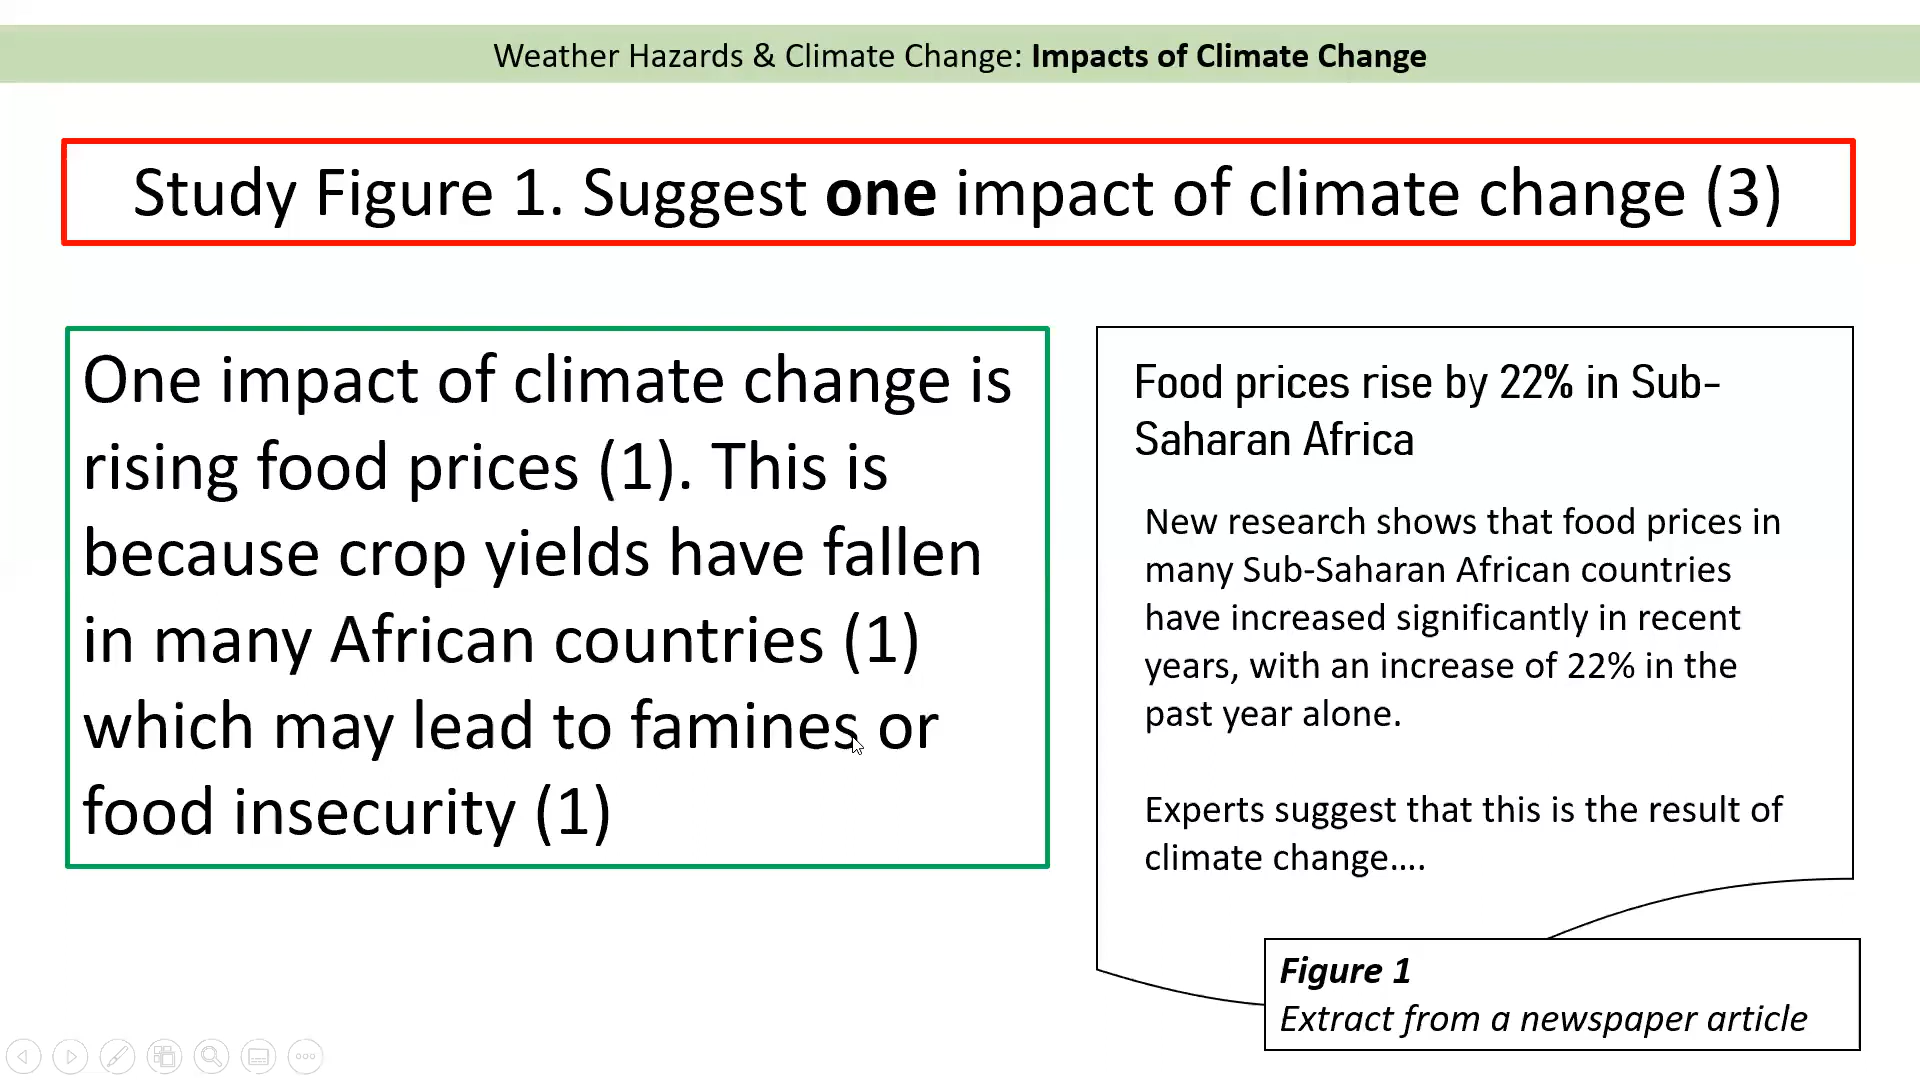 Weather Hazards & Climate Change: Impacts of Climate Change
Study Figure 1. Suggest one impact of climate change (3)
One impact of climate change is
rising food prices (1). This is
because crop yields have fallen
in many African countries (1)
which may lead to famines or
food insecurity (1)
Food prices rise by 22% in Sub-
Saharan Africa
New research shows that food prices in
many Sub-Saharan African countries
have increased significantly in recent
years, with an increase of 22% in the
past year alone.
Experts suggest that this is the result of
climate change....
Figure 1
Extract from a newspaper article